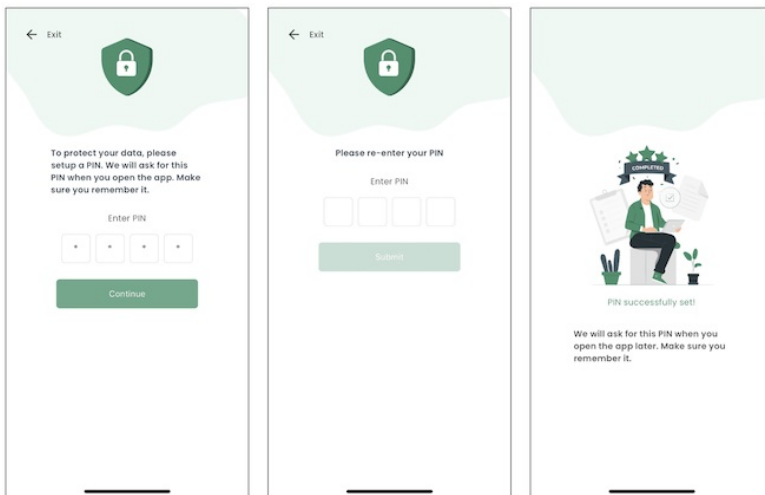 Exit
To protect your data, please
setup a PIN. We will ask for this
PIN when you open the app. Make
sure you remember it.
Enter PIN
* * * *
Continue
Exit
Please re-enter your PIN
Enter PIN
Submit
COMPLETED
PIN successfully set!
We will ask for this PIN when you
open the app later. Make sure you
remember it.